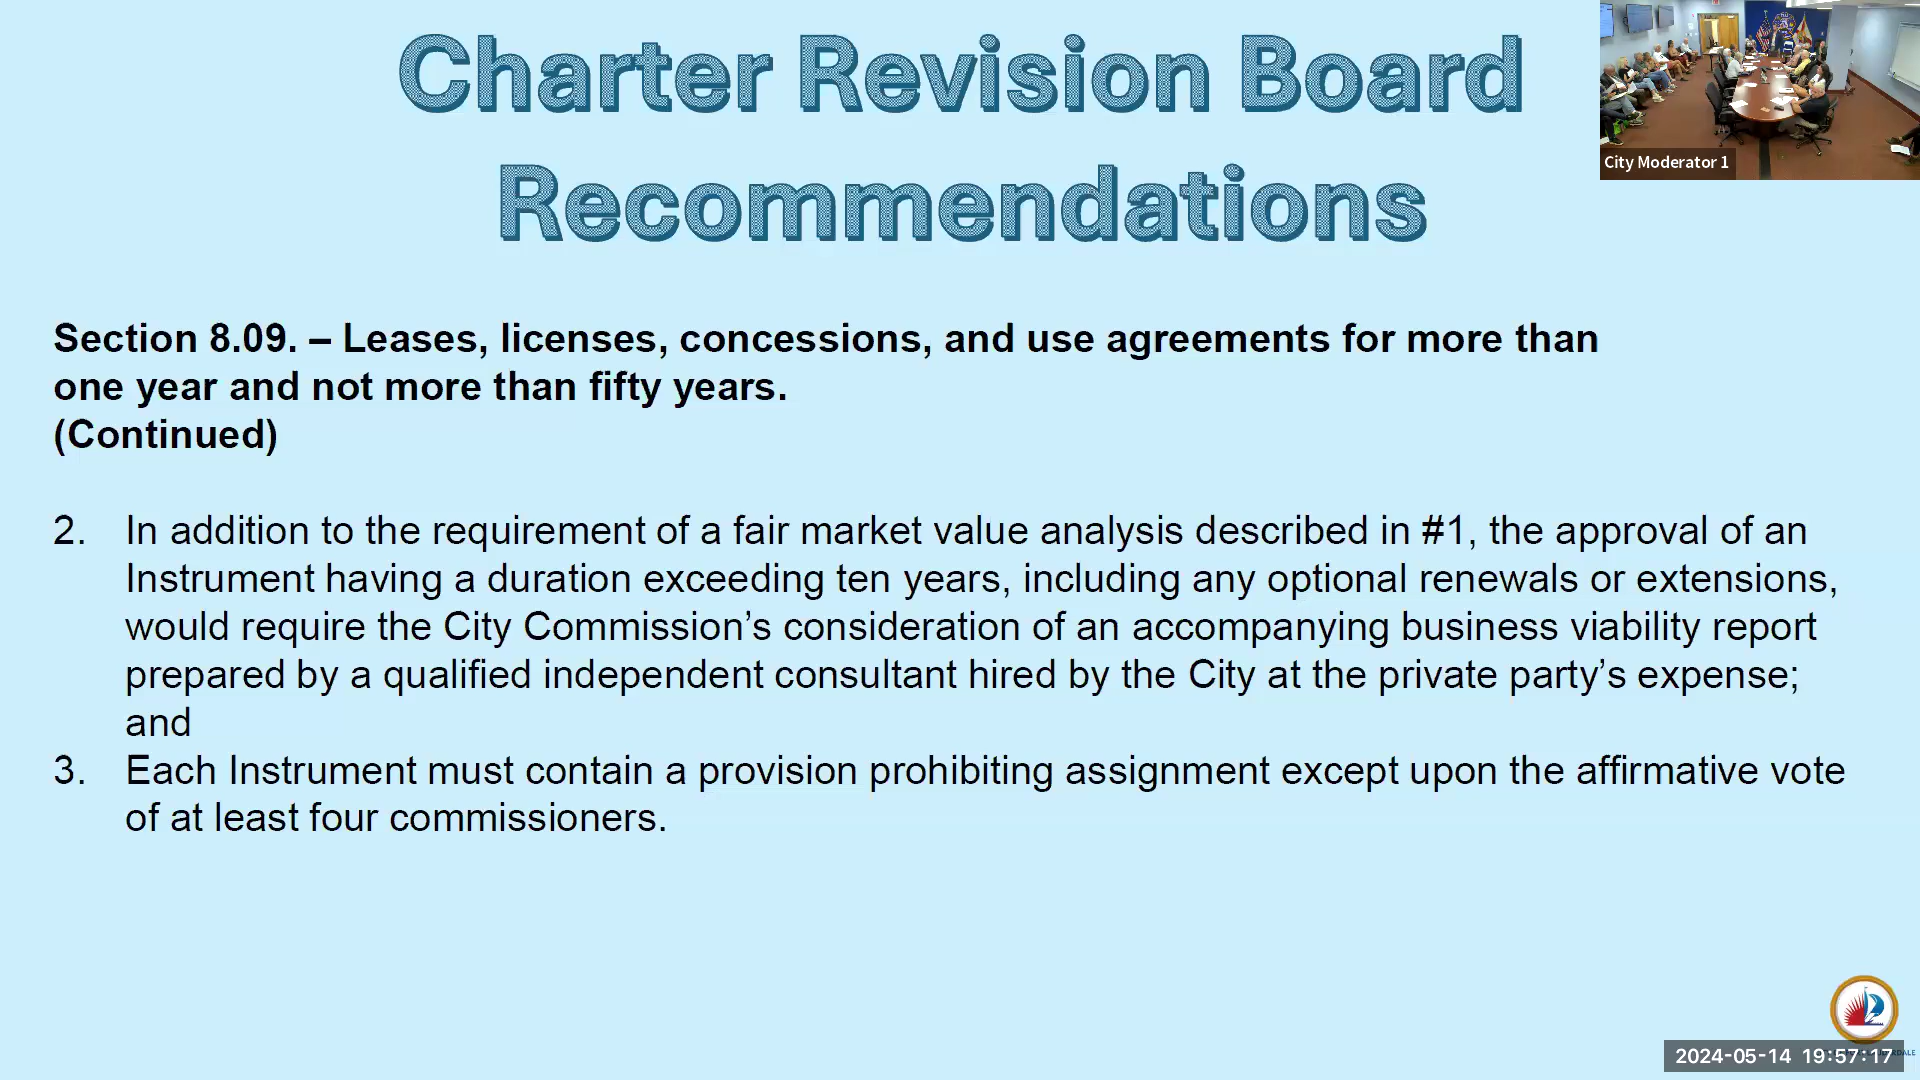 Charter Revision Board
Recommendations
City Moderator 1
Section 8.09. – Leases, licenses, concessions, and use agreements for more than
one year and not more than fifty years.
(Continued)
2. In addition to the requirement of a fair market value analysis described in #1, the approval of an
Instrument having a duration exceeding ten years, including any optional renewals or extensions,
would require the City Commission’s consideration of an accompanying business viability report
prepared by a qualified independent consultant hired by the City at the private party’s expense;
and
3. Each Instrument must contain a provision prohibiting assignment except upon the affirmative vote
of at least four commissioners.
2024-05-14 19:57:17